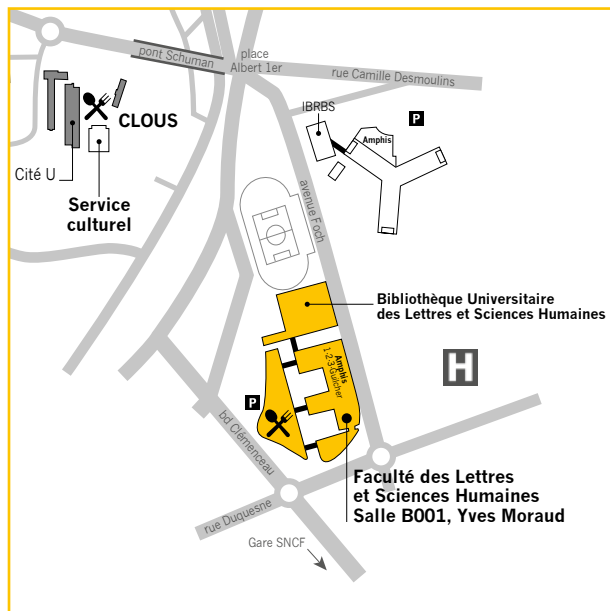 pont Schuman
place
Albert 1er
rue Camille Desmoulins
IBRBS
P
Amphis
CLOUS
Cité U
Service
culturel
avenue Foch
Bibliothèque Universitaire
des Lettres et Sciences Humaines
Amphis
1-2-3-Guilcher
H
P
bd Clémenceau
Faculté des Lettres
et Sciences Humaines
Salle B001, Yves Moraud
rue Duquesne
Gare SNCF